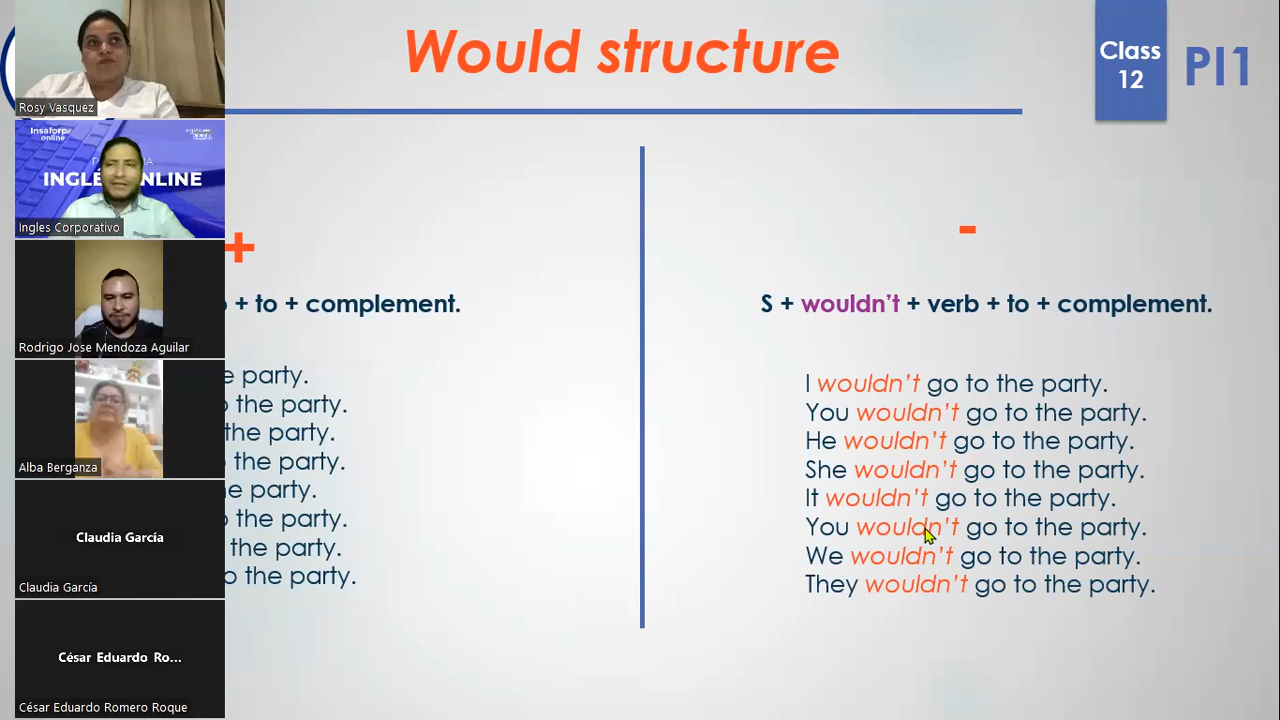 Would structure
Class
12
PI1
Rosy Vasquez
Insaforp
online
INGLÉ NLINE
Ingles Corporativo
Rodrigo Jose Mendoza Aguilar
Alba Berganza
Claudia García
Claudia García
César Eduardo Ro...
César Eduardo Romero Roque
+
+ to + complement.
party.
the party.
the party.
the party.
party.
the party.
the party.
the party.
-
S + wouldn't + verb + to + complement.
I wouldn't go to the party.
You wouldn't go to the party.
He wouldn't go to the party.
She wouldn't go to the party.
It wouldn't go to the party.
You wouldn't go to the party.
We wouldn't go to the party.
They wouldn't go to the party.